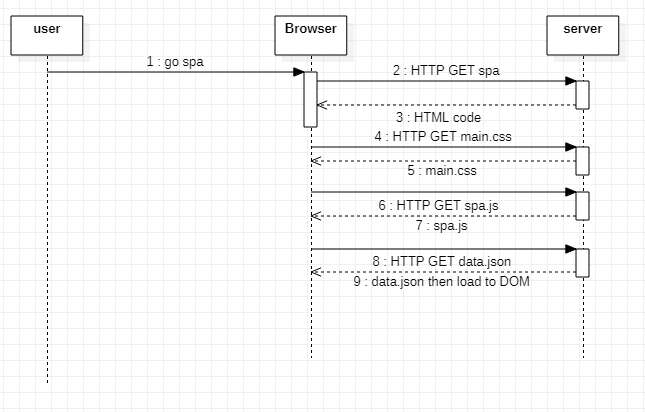 user
Browser
server
1 : go spa
2 : HTTP GET spa
3 : HTML code
4 : HTTP GET main.css
5 : main.css
6 : HTTP GET spa.js
7 : spa.js
8 : HTTP GET data.json
9 : data.json then load to DOM